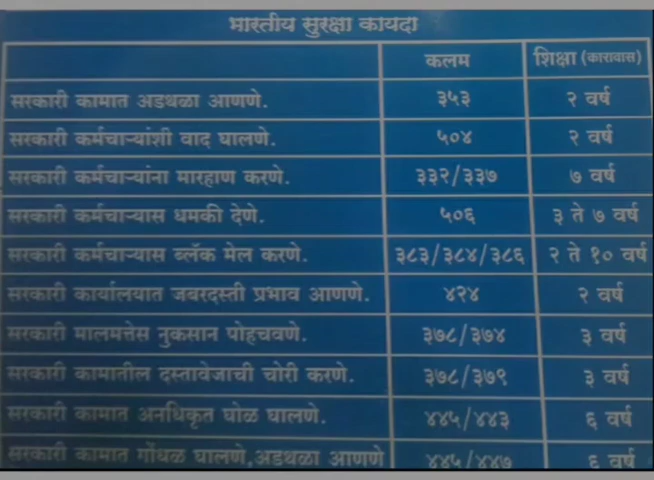 भारतीय सुरक्षा कायदा
कलम शिक्षा (कारावास)
सरकारी कामात अडथळा आणणे. ३५३ २ वर्ष
सरकारी कर्मचाऱ्यांशी वाद घालणे. ५०४ २ वर्ष
सरकारी कर्मचाऱ्यांना मारहाण करणे. ३३२/३३७ ७ वर्ष
सरकारी कर्मचाऱ्यास धमकी देणे. ५०६ ३ ते ७ वर्ष
सरकारी कर्मचाऱ्यास ब्लॅक मेल करणे. ३८३/३८४/३८६ २ ते १० वर्ष
सरकारी कार्यालयात जबरदस्ती प्रभाव आणणे. ४२४ २ वर्ष
सरकारी मालमत्तेस नुकसान पोहचवणे. ३७८/३७४ ३ वर्ष
सरकारी कामातील दस्तावेजाची चोरी करणे. ३७८/३७९ ३ वर्ष
सरकारी कामात अनधिकृत घोळ घालणे. ४४५/४४३ ६ वर्ष
सरकारी कामात गोंधळ घालणे,अडथळा आणणे ४४५/४४७ ६ वर्ष